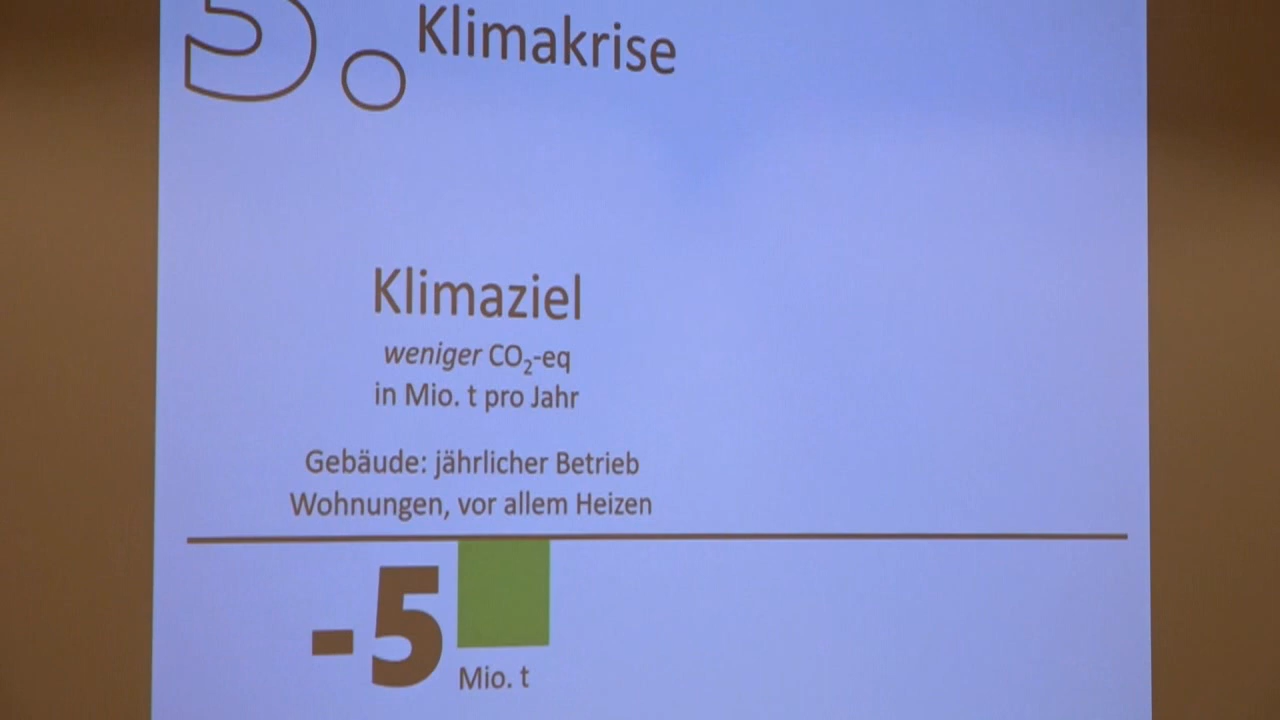 Klimakrise
Klimaziel
weniger CO₂-eq
in Mio. t pro Jahr
Gebäude: jährlicher Betrieb
Wohnungen, vor allem Heizen
-5
Mio. t